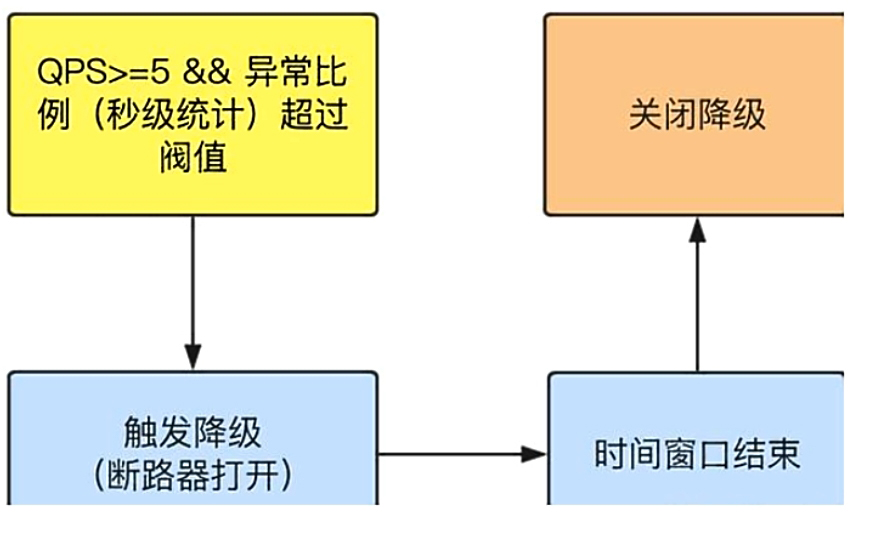 QPS>=5 && 异常比
例（秒级统计）超过
阀值
关闭降级
触发降级
（断路器打开）
时间窗口结束